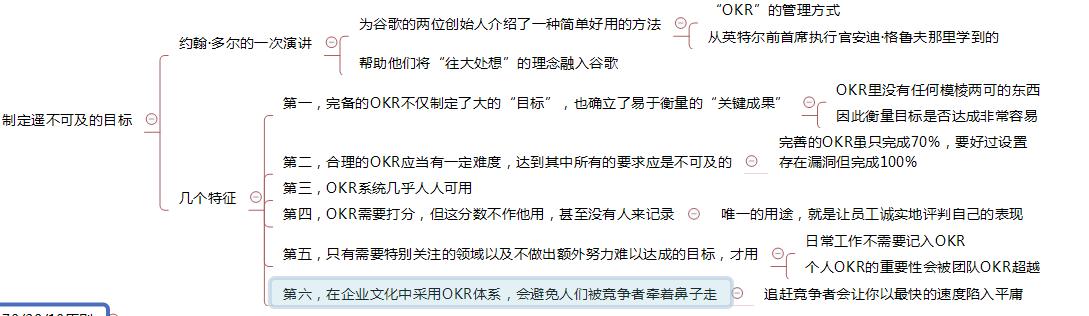 制定遥不可及的目标
约翰·多尔的一次演讲
为谷歌的两位创始人介绍了一种简单好用的方法
“OKR”的管理方式
从英特尔前首席执行官安迪·格鲁夫那里学到的
帮助他们将“往大处想”的理念融入谷歌
几个特征
第一，完备的OKR不仅制定了大的“目标”，也确立了易于衡量的“关键成果”
OKR里没有任何模棱两可的东西
因此衡量目标是否达成非常容易
第二，合理的OKR应当有一定难度，达到其中所有的要求应是不可及的
完善的OKR虽只完成70%，要好过设置
存在漏洞但完成100%
第三，OKR系统几乎人人可用
第四，OKR需要打分，但这分数不作他用，甚至没有人来记录
唯一的用途，就是让员工诚实地评判自己的表现
第五，只有需要特别关注的领域以及不做出额外努力难以达成的目标，才用
日常工作不需要记入OKR
个人OKR的重要性会被团队OKR超越
第六，在企业文化中采用OKR体系，会避免人们被竞争者牵着鼻子走
追赶竞争者会让你以最快的速度陷入平庸